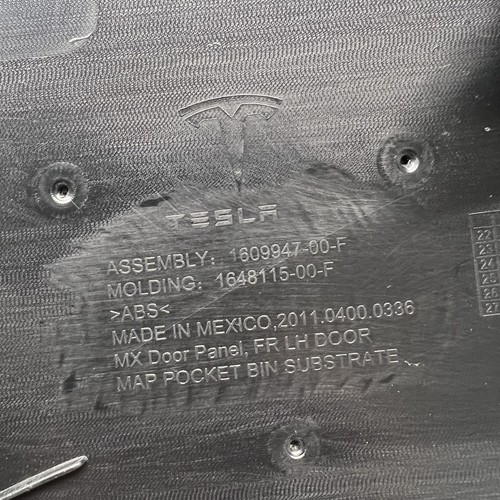 TESLA
ASSEMBLY: 1609947-00-F
MOLDING: 1648115-00-F
>ABS<
MADE IN MEXICO,2011.0400.0336
MX Door Panel, FR LH DOOR
MAP POCKET BIN SUBSTRATE
22
23
24
25
26
27